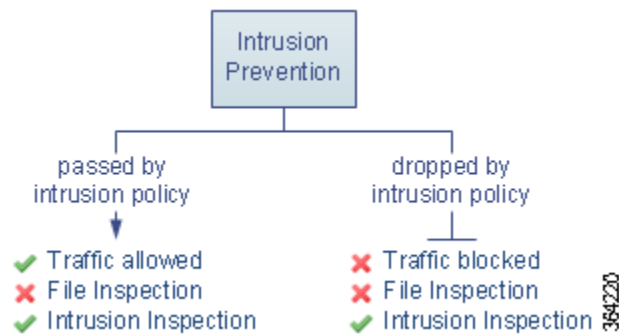 Intrusion
Prevention
passed by
intrusion policy
dropped by
intrusion policy
Traffic allowed
File Inspection
Intrusion Inspection
Traffic blocked
File Inspection
Intrusion Inspection
364220